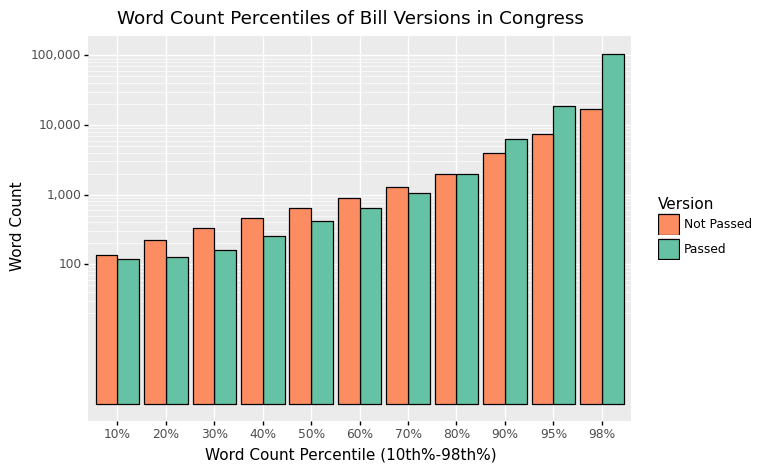 Word Count Percentiles of Bill Versions in Congress
Word Count
100,000
10,000
1,000
100
10%
20%
30%
40%
50%
60%
70%
80%
90%
95%
98%
Word Count Percentile (10th%-98th%)
Version
Not Passed
Passed